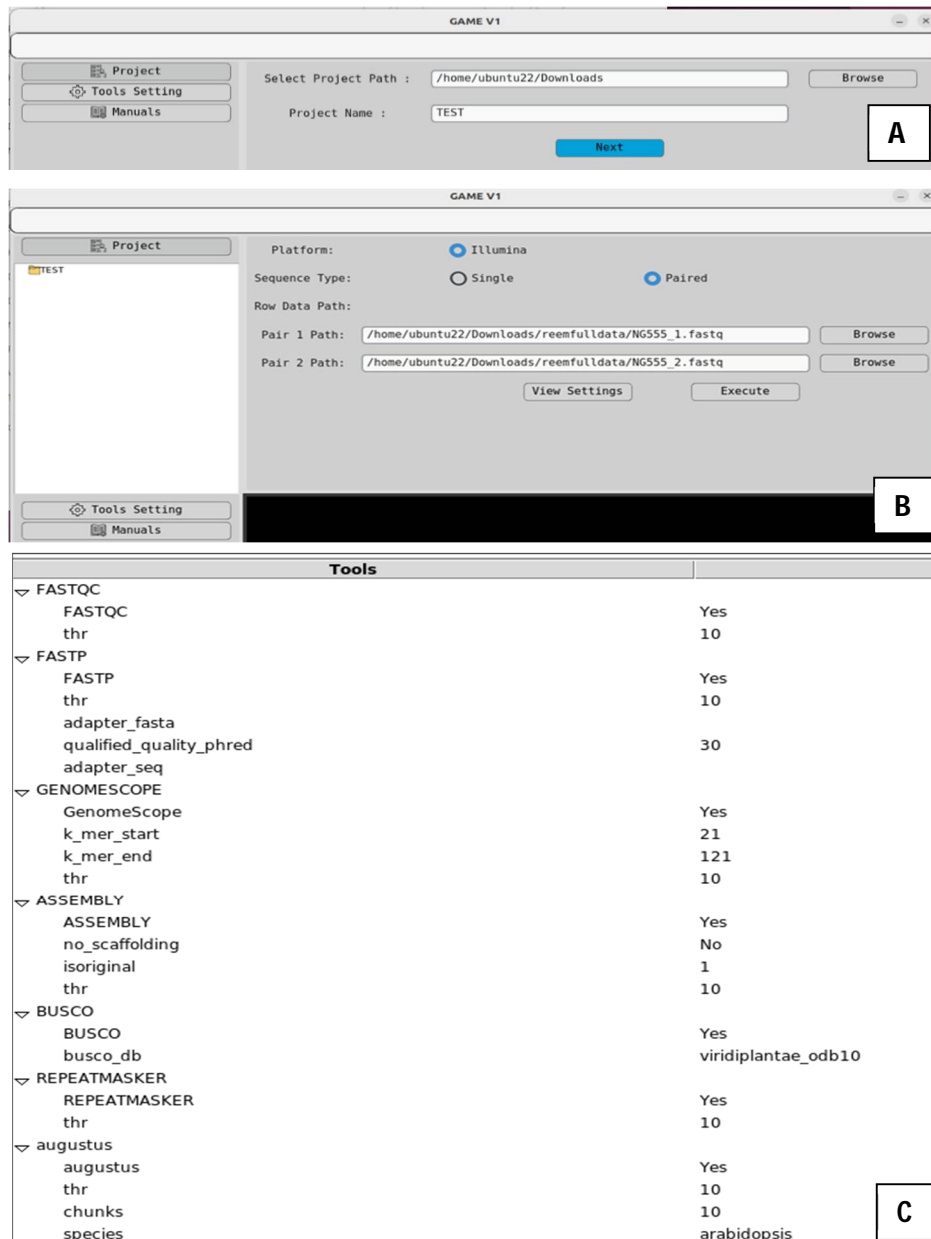 GAME V1
Project
Tools Setting
Manuals
Select Project Path : /home/ubuntu22/Downloads Browse
Project Name : TEST
Next
A
GAME V1
Project
TEST
Platform: Illumina
Sequence Type: Single Paired
Row Data Path:
Pair 1 Path: /home/ubuntu22/Downloads/reemfulldata/NG555_1.fastq Browse
Pair 2 Path: /home/ubuntu22/Downloads/reemfulldata/NG555_2.fastq Browse
View Settings Execute
Tools Setting
Manuals
B
Tools
FASTQC
FASTQC Yes
thr 10
FASTP
FASTP Yes
thr 10
adapter_fasta
qualified_quality_phred 30
adapter_seq
GENOMESCOPE
GenomeScope Yes
k_mer_start 21
k_mer_end 121
thr 10
ASSEMBLY
ASSEMBLY Yes
no_scaffolding No
isoriginal 1
thr 10
BUSCO
BUSCO Yes
busco_db viridiplantae_odb10
REPEATMASKER
REPEATMASKER Yes
thr 10
augustus
augustus Yes
thr 10
chunks 10
species arabidopsis
C